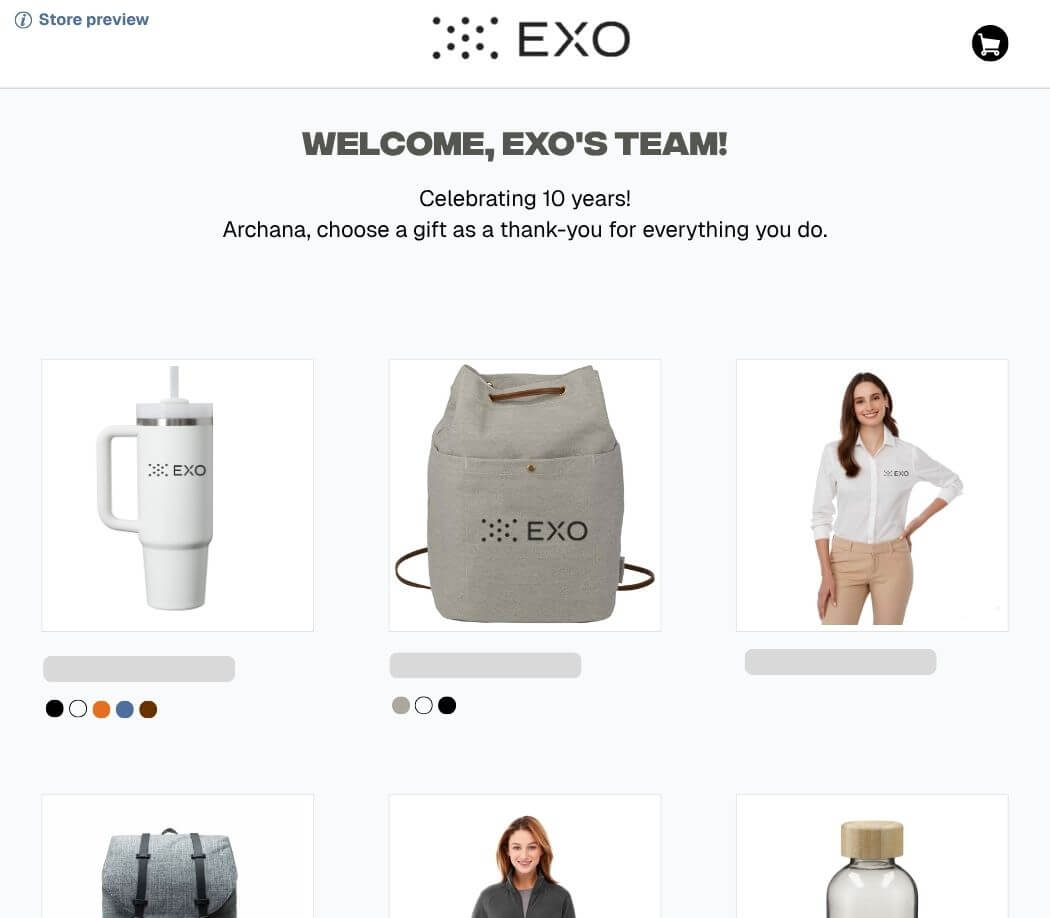 Store preview
EXO
WELCOME, EXO'S TEAM!
Celebrating 10 years!
Archana, choose a gift as a thank-you for everything you do.
EXO
EXO
EXO